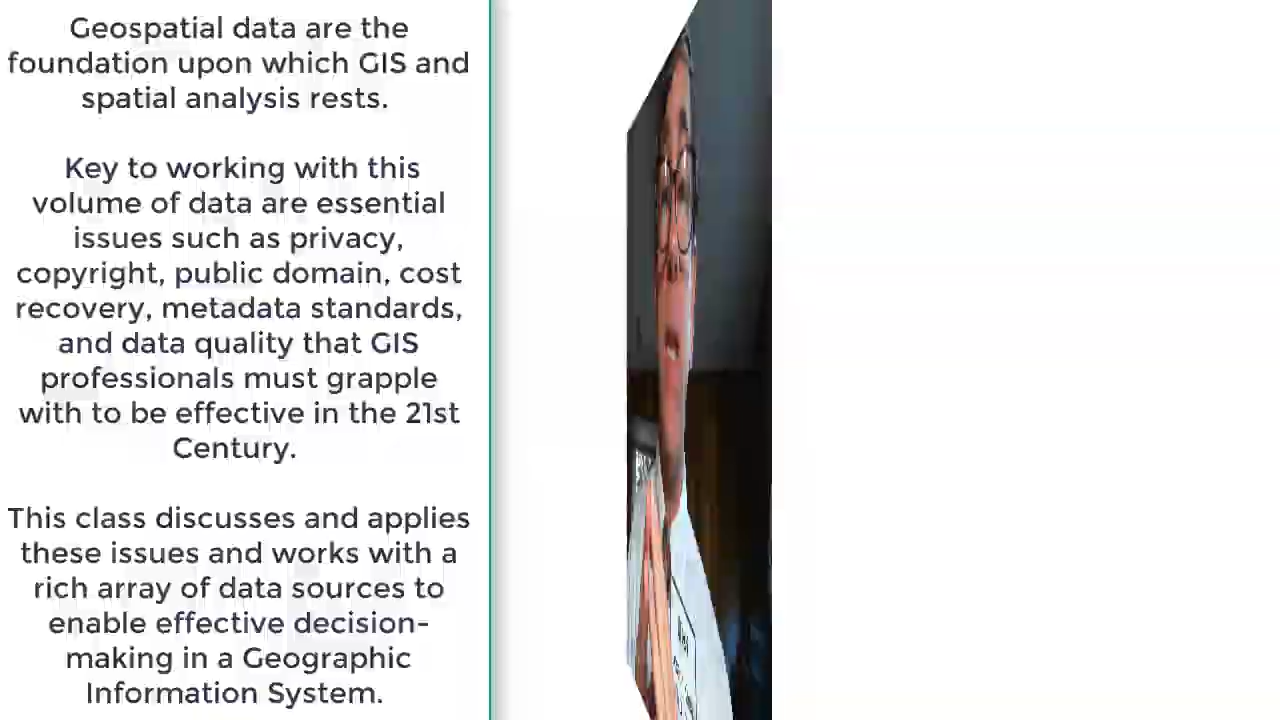 Geospatial data are the
foundation upon which GIS and
spatial analysis rests.
Key to working with this
volume of data are essential
issues such as privacy,
copyright, public domain, cost
recovery, metadata standards,
and data quality that GIS
professionals must grapple
with to be effective in the 21st
Century.
This class discusses and applies
these issues and works with a
rich array of data sources to
enable effective decision-
making in a Geographic
Information System.